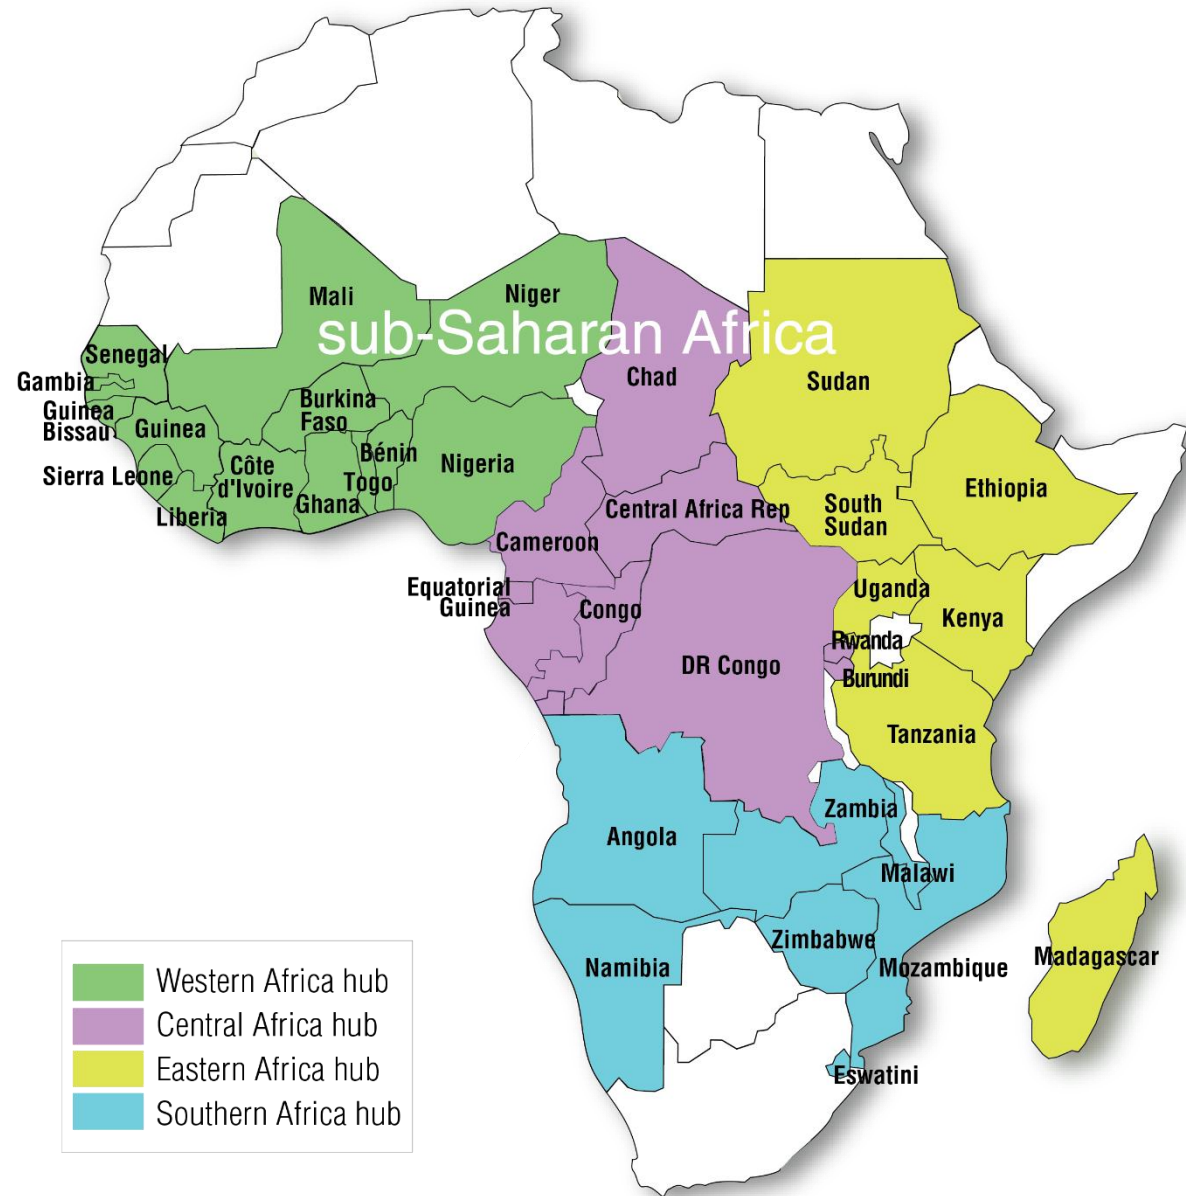 Mali
Niger
sub-Saharan Africa
Senegal
Chad
Sudan
Gambia
Burkina
Faso
Guinea
Bissau
Guinea
Bénin
Nigeria
Sierra Leone
Côte
d'Ivoire
Togo
Ghana
Liberia
Ethiopia
Central Africa Rep
South
Sudan
Cameroon
Equatorial
Guinea
Congo
Uganda
Kenya
Rwanda
DR Congo
Burundi
Tanzania
Zambia
Angola
Malawi
Zimbabwe
Namibia
Mozambique
Madagascar
Eswatini
Western Africa hub
Central Africa hub
Eastern Africa hub
Southern Africa hub